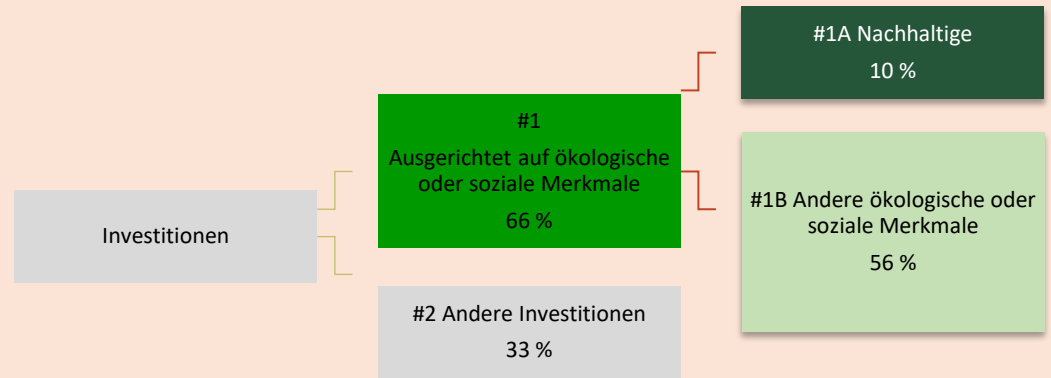 Investitionen
#1
Ausgerichtet auf ökologische
oder soziale Merkmale
66 %
#2 Andere Investitionen
33 %
#1A Nachhaltige
10 %
#1B Andere ökologische oder
soziale Merkmale
56 %